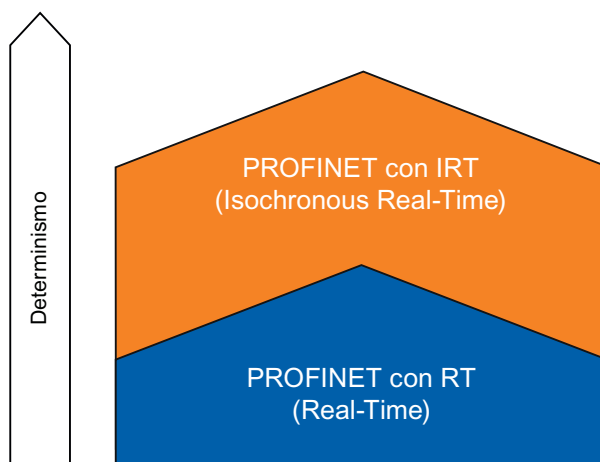 Determinismo
PROFINET con IRT
(Isochronous Real-Time)
PROFINET con RT
(Real-Time)